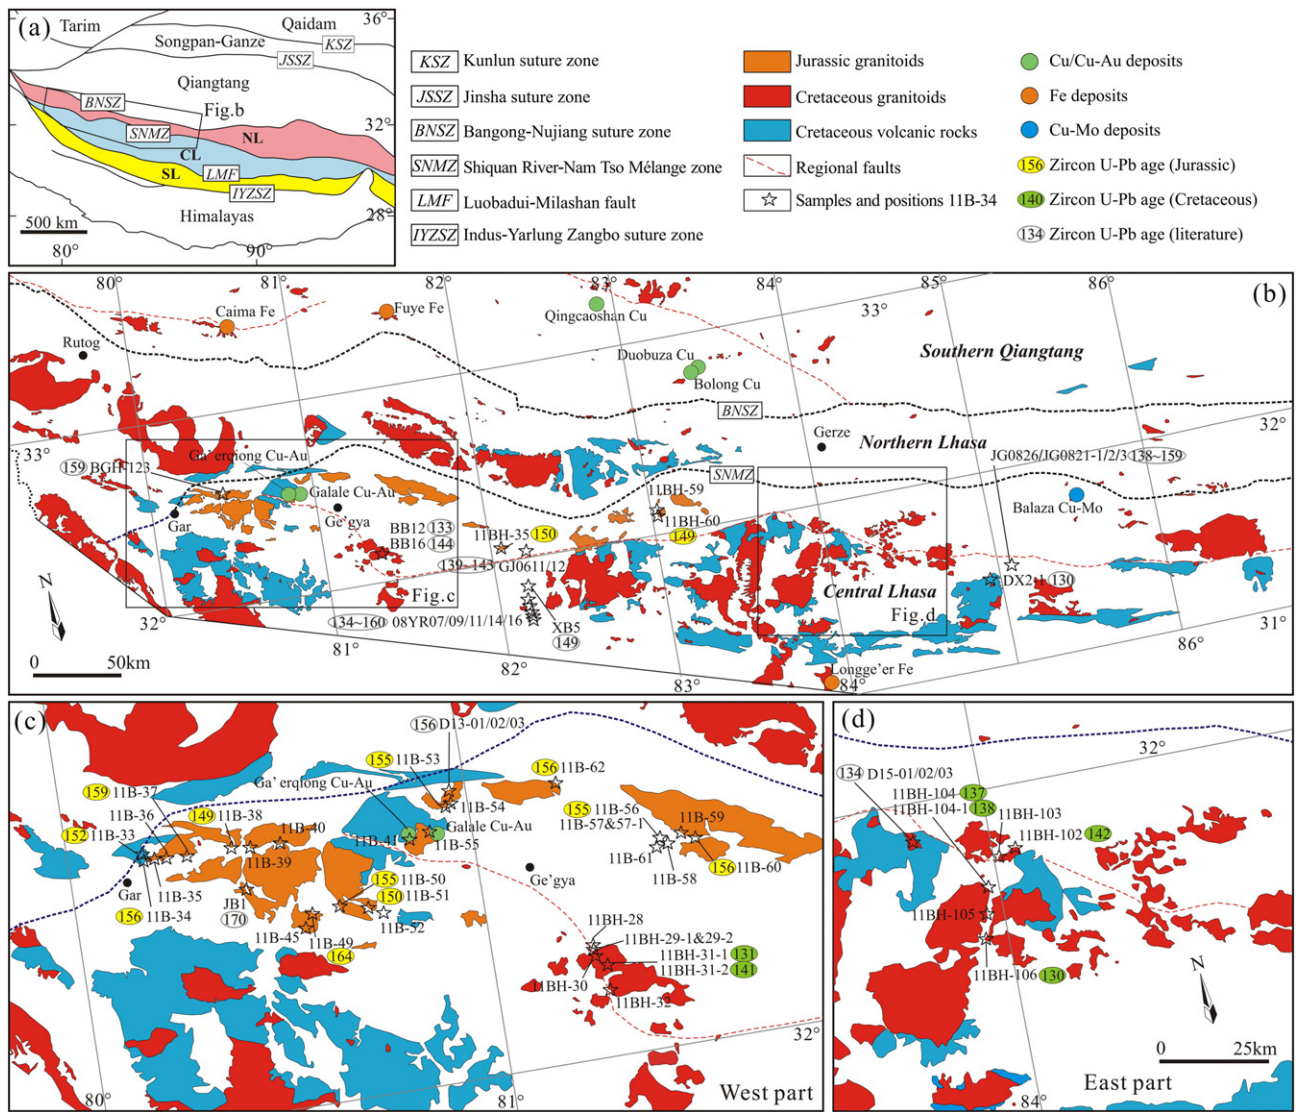 (a)
Tarim
Qaidam
36°
Songpan-Ganze
KSZ
JSSZ
Qiangtang
BNSZ
Fig.b
32°
SNMZ
NL
CL
SL
LMF
IYZSZ
Himalayas
28°
500 km
80°
90°
KSZ Kunlun suture zone
JSSZ Jinsha suture zone
BNSZ Bangong-Nujiang suture zone
SNMZ Shiquan River-Nam Tso Mélange zone
LMF Luobadui-Milashan fault
IYZSZ Indus-Yarlung Zangbo suture zone
Jurassic granitoids
Cretaceous granitoids
Cretaceous volcanic rocks
Regional faults
Samples and positions 11B-34
Cu/Cu-Au deposits
Fe deposits
Cu-Mo deposits
156 Zircon U-Pb age (Jurassic)
140 Zircon U-Pb age (Cretaceous)
134 Zircon U-Pb age (literature)
(b)
80°
81°
82°
83°
84°
85°
86°
Caima Fe
Fuye Fe
Qingcaoshan Cu
33°
Rutog
Duobuza Cu
Bolong Cu
Southern Qiangtang
BNSZ
32°
Gerze
Northern Lhasa
33°
Ga'erqiong Cu-Au
159 BGH-123
SNMZ
JG0826/JG0821-1/2/3 138~159
Galale Cu-Au
11BH-59
Balaza Cu-Mo
Gar
Ge'gya
BB12 133
11BH-60
BB16 144
11BH-35 150
149
139~143 GJ0611/12
DX2-1 130
Central Lhasa
Fig.c
Fig.d
N
32°
134~160 08YR07/09/11/14/16
XB5
149
31°
0 50km
81°
82°
83°
84°
86°
Longge'er Fe
(c)
156 D13-01/02/03
155 11B-53
Ga'erqiong Cu-Au
156 11B-62
159 11B-37
11B-54
155 11B-56
11B-36
149 11B-38
11B-57&57-1
11B-59
152 11B-33
11B-40
11B-41
Galale Cu-Au
11B-55
11B-39
11B-61
156 11B-60
11B-35
11B-58
Gar
JB1
170
155 11B-50
Ge'gya
150 11B-51
156 11B-34
11B-52
11B-45
11B-49
164
11BH-28
11BH-29-1&29-2
11BH-31-1 131
11BH-31-2 141
11BH-30
11BH-32
32°
80°
81°
West part
(d)
32°
134 D15-01/02/03
11BH-104 137
11BH-104-1 138
11BH-103
11BH-102 142
11BH-105
11BH-106 130
N
0 25km
84°
East part